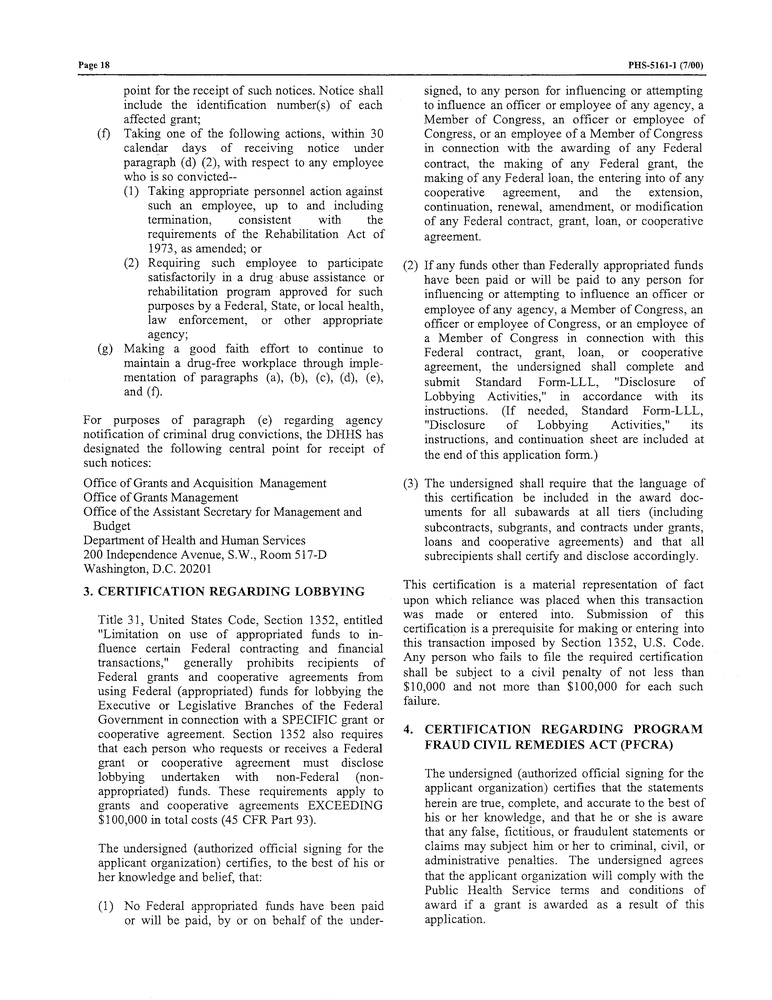 Page 18
PHS-5161-1 (7/00)
point for the receipt of such notices. Notice shall
include the identification number(s) of each
affected grant;
(f) Taking one of the following actions, within 30
calendar days of receiving notice under
paragraph (d) (2), with respect to any employee
who is so convicted--
(1) Taking appropriate personnel action against
such an employee, up to and including
termination, consistent with the
requirements of the Rehabilitation Act of
1973, as amended; or
(2) Requiring such employee to participate
satisfactorily in a drug abuse assistance or
rehabilitation program approved for such
purposes by a Federal, State, or local health,
law enforcement, or other appropriate
agency;
(g) Making a good faith effort to continue to
maintain a drug-free workplace through imple-
mentation of paragraphs (a), (b), (c), (d), (e),
and (f).
For purposes of paragraph (e) regarding agency
notification of criminal drug convictions, the DHHS has
designated the following central point for receipt of
such notices:
Office of Grants and Acquisition Management
Office of Grants Management
Office of the Assistant Secretary for Management and
Budget
Department of Health and Human Services
200 Independence Avenue, S.W., Room 517-D
Washington, D.C. 20201
3. CERTIFICATION REGARDING LOBBYING
Title 31, United States Code, Section 1352, entitled
"Limitation on use of appropriated funds to in-
fluence certain Federal contracting and financial
transactions," generally prohibits recipients of
Federal grants and cooperative agreements from
using Federal (appropriated) funds for lobbying the
Executive or Legislative Branches of the Federal
Government in connection with a SPECIFIC grant or
cooperative agreement. Section 1352 also requires
that each person who requests or receives a Federal
grant or cooperative agreement must disclose
lobbying undertaken with non-Federal (non-
appropriated) funds. These requirements apply to
grants and cooperative agreements EXCEEDING
$100,000 in total costs (45 CFR Part 93).
The undersigned (authorized official signing for the
applicant organization) certifies, to the best of his or
her knowledge and belief, that:
(1) No Federal appropriated funds have been paid
or will be paid, by or on behalf of the under-
signed, to any person for influencing or attempting
to influence an officer or employee of any agency, a
Member of Congress, an officer or employee of
Congress, or an employee of a Member of Congress
in connection with the awarding of any Federal
contract, the making of any Federal grant, the
making of any Federal loan, the entering into of any
cooperative agreement, and the extension,
continuation, renewal, amendment, or modification
of any Federal contract, grant, loan, or cooperative
agreement.
(2) If any funds other than Federally appropriated funds
have been paid or will be paid to any person for
influencing or attempting to influence an officer or
employee of any agency, a Member of Congress, an
officer or employee of Congress, or an employee of
a Member of Congress in connection with this
Federal contract, grant, loan, or cooperative
agreement, the undersigned shall complete and
submit Standard Form-LLL, "Disclosure of
Lobbying Activities," in accordance with its
instructions. (If needed, Standard Form-LLL,
"Disclosure of Lobbying Activities," its
instructions, and continuation sheet are included at
the end of this application form.)
(3) The undersigned shall require that the language of
this certification be included in the award doc-
uments for all subawards at all tiers (including
subcontracts, subgrants, and contracts under grants,
loans and cooperative agreements) and that all
subrecipients shall certify and disclose accordingly.
This certification is a material representation of fact
upon which reliance was placed when this transaction
was made or entered into. Submission of this
certification is a prerequisite for making or entering into
this transaction imposed by Section 1352, U.S. Code.
Any person who fails to file the required certification
shall be subject to a civil penalty of not less than
$10,000 and not more than $100,000 for each such
failure.
4. CERTIFICATION REGARDING PROGRAM
FRAUD CIVIL REMEDIES ACT (PFCRA)
The undersigned (authorized official signing for the
applicant organization) certifies that the statements
herein are true, complete, and accurate to the best of
his or her knowledge, and that he or she is aware
that any false, fictitious, or fraudulent statements or
claims may subject him or her to criminal, civil, or
administrative penalties. The undersigned agrees
that the applicant organization will comply with the
Public Health Service terms and conditions of
award if a grant is awarded as a result of this
application.